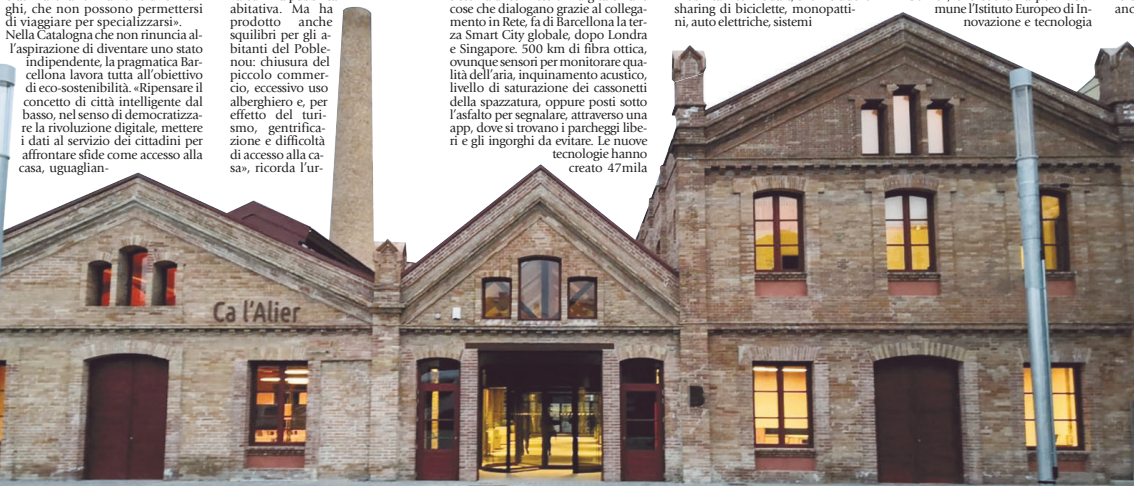 ghi, che non possono permettersi
di viaggiare per specializzarsi».
Nella Catalogna che non rinuncia al-
l'aspirazione di diventare uno stato
indipendente, la pragmatica Bar-
cellona lavora tutta all'obiettivo
di eco-sostenibilità. «Ripensare il
concetto di città intelligente dal
basso, nel senso di democratizza-
re la rivoluzione digitale, mettere
i dati al servizio dei cittadini per
affrontare sfide come accesso alla
casa, uguaglian-
abitativa. Ma ha
prodotto anche
squilibri per gli a-
bitanti del Poble-
nou: chiusura del
piccolo commer-
cio, eccessivo uso
alberghiero e, per
effetto del turi-
smo, gentrifica-
zione e difficoltà
di accesso alla ca-
sa», ricorda l'ur-
cose che dialogano grazie al collega-
mento in Rete, fa di Barcellona la ter-
za Smart City globale, dopo Londra
e Singapore. 500 km di fibra ottica,
ovunque sensori per monitorare qua-
lità dell'aria, inquinamento acustico,
livello di saturazione dei cassonetti
della spazzatura, oppure posti sotto
l'asfalto per segnalare, attraverso una
app, dove si trovano i parcheggi libe-
ri e gli ingorghi da evitare. Le nuove
tecnologie hanno
creato 47mila
sharing di biciclette, monopatti-
ni, auto elettriche, sistemi
mune l'Istituto Europeo di In-
novazione e tecnologia
Ca l'Alier